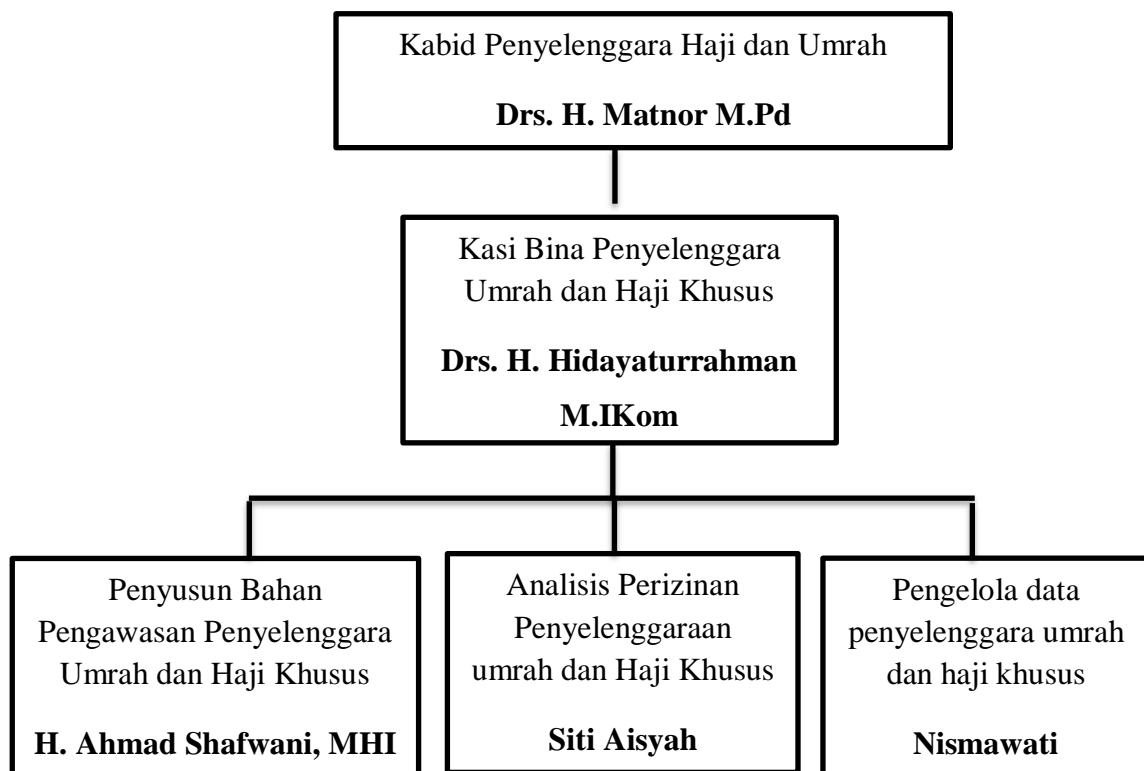 Kabid Penyelenggara Haji dan Umrah
Drs. H. Matnor M.Pd
Kasi Bina Penyelenggara
Umrah dan Haji Khusus
Drs. H. Hidayaturrahman
M.IKom
Penyusun Bahan
Pengawasan Penyelenggara
Umrah dan Haji Khusus
H. Ahmad Shafwani, MHI
Analisis Perizinan
Penyelenggaraan
umrah dan Haji Khusus
Siti Aisyah
Pengelola data
penyelenggara umrah
dan haji khusus
Nismawati